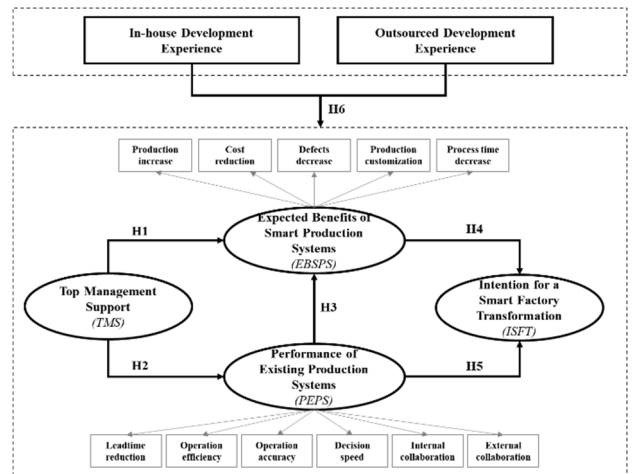 In-house Development
Experience
Outsourced Development
Experience
H6
Production
increase
Cost
reduction
Defects
decrease
Production
customization
Process time
decrease
Expected Benefits of
Smart Production
Systems
(EBSPS)
H1
H4
Top Management
Support
(TMS)
H3
Intention for a
Smart Factory
Transformation
(ISFT)
H2
H5
Performance of
Existing Production
Systems
(PEPS)
Leadtime
reduction
Operation
efficiency
Operation
accuracy
Decision
speed
Internal
collaboration
External
collaboration